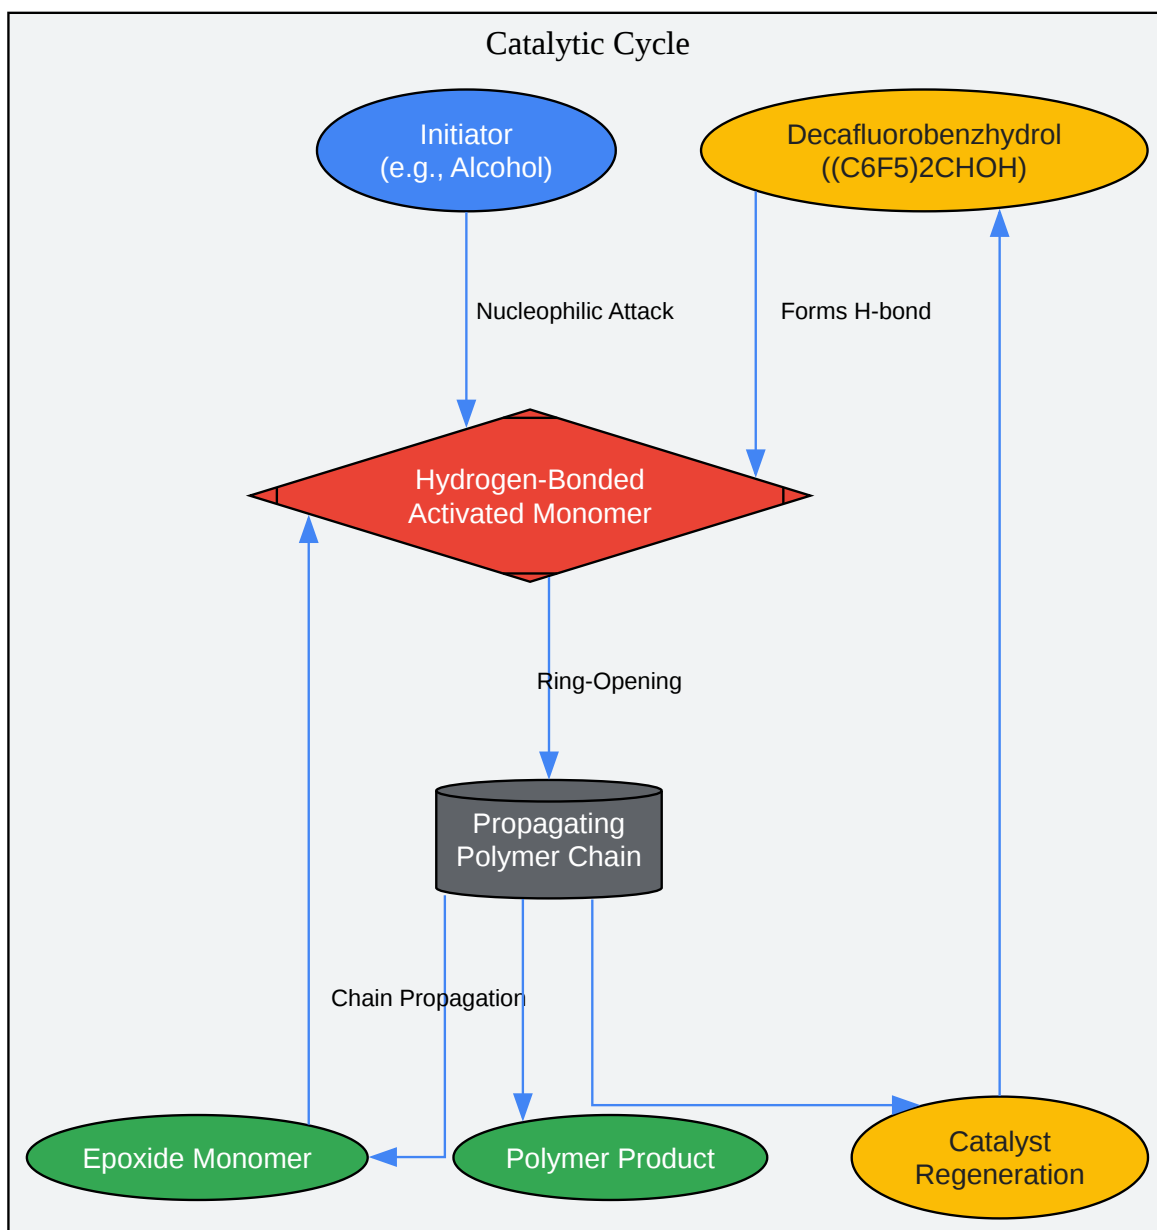 Catalytic Cycle
Initiator
(e.g., Alcohol)
Decafluorobenzhydrol
((C6F5)2CHOH)
Nucleophilic Attack
Forms H-bond
Hydrogen-Bonded
Activated Monomer
Ring-Opening
Propagating
Polymer Chain
Chain Propagation
Epoxide Monomer
Polymer Product
Catalyst
Regeneration